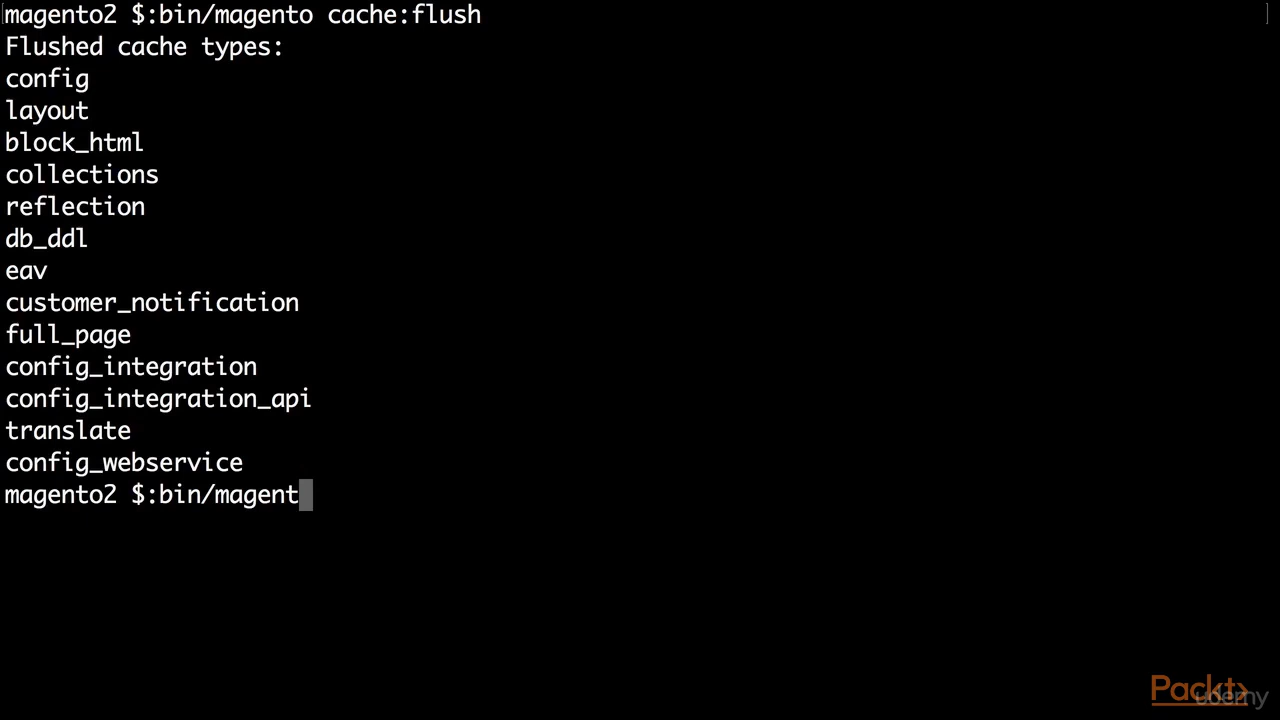 magento2 $:bin/magento cache:flush
Flushed cache types:
config
layout
block_html
collections
reflection
db_ddl
eav
customer_notification
full_page
config_integration
config_integration_api
translate
config_webservice
magento2 $:bin/magent
Packt
udemy